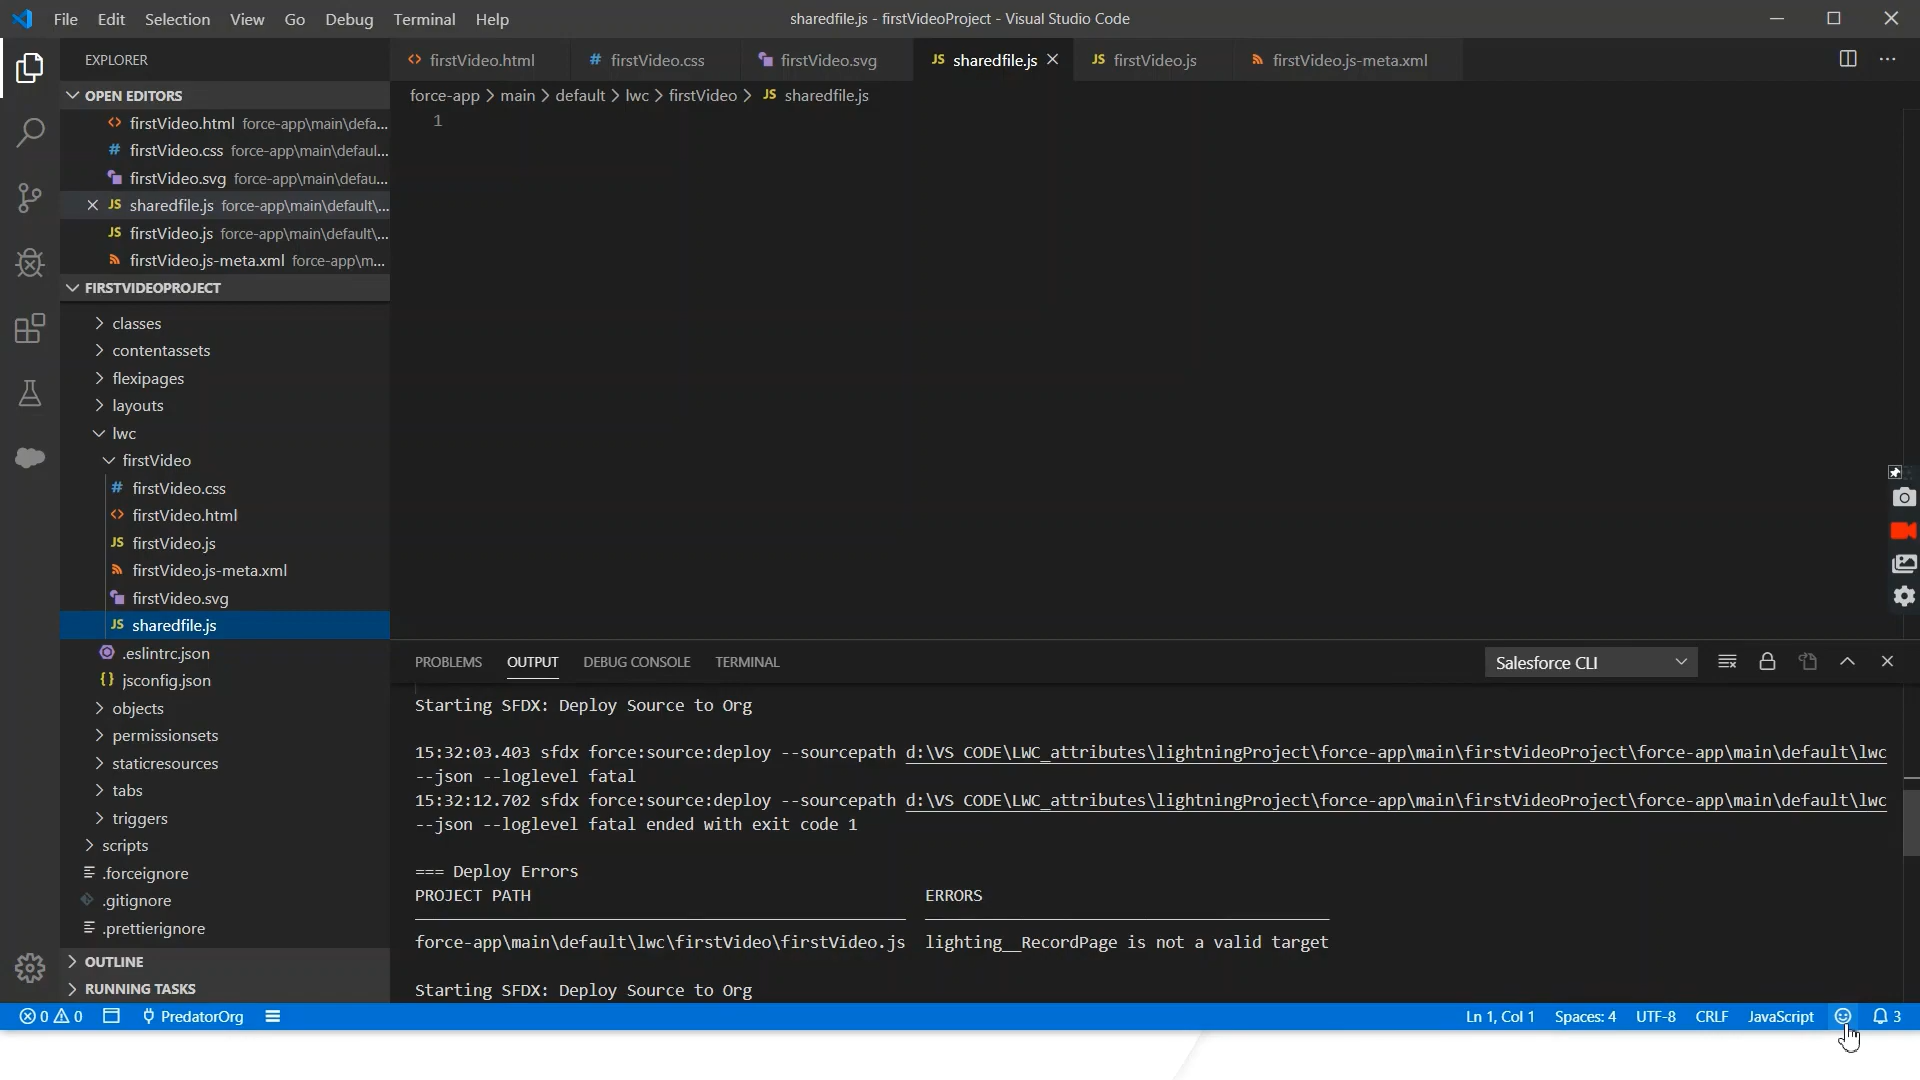 File Edit Selection View Go Debug Terminal Help
sharedfile.js - firstVideoProject - Visual Studio Code
EXPLORER
OPEN EDITORS
firstVideo.html force-app\main\defa...
firstVideo.css force-app\main\defaul...
firstVideo.svg force-app\main\defau...
JS sharedfile.js force-app\main\default\...
JS firstVideo.js force-app\main\default\...
firstVideo.js-meta.xml force-app\m...
FIRSTVIDEOPROJECT
classes
contentassets
flexipages
layouts
lwc
firstVideo
# firstVideo.css
<> firstVideo.html
JS firstVideo.js
firstVideo.js-meta.xml
firstVideo.svg
JS sharedfile.js
.eslintrc.json
{} jsconfig.json
objects
permissionsets
staticresources
tabs
triggers
scripts
.forceignore
.gitignore
.prettierignore
OUTLINE
RUNNING TASKS
<> firstVideo.html # firstVideo.css firstVideo.svg JS sharedfile.js JS firstVideo.js firstVideo.js-meta.xml
force-app > main > default > lwc > firstVideo > JS sharedfile.js
1
PROBLEMS OUTPUT DEBUG CONSOLE TERMINAL
Salesforce CLI
Starting SFDX: Deploy Source to Org
15:32:03.403 sfdx force:source:deploy --sourcepath d:\VS CODE\LWC_attributes\lightningProject\force-app\main\firstVideoProject\force-app\main\default\lwc
--json --loglevel fatal
15:32:12.702 sfdx force:source:deploy --sourcepath d:\VS CODE\LWC_attributes\lightningProject\force-app\main\firstVideoProject\force-app\main\default\lwc
--json --loglevel fatal ended with exit code 1
=== Deploy Errors
PROJECT PATH ERRORS
force-app\main\default\lwc\firstVideo\firstVideo.js lighting__RecordPage is not a valid target
Starting SFDX: Deploy Source to Org
0 0 PredatorOrg
Ln 1, Col 1 Spaces: 4 UTF-8 CRLF JavaScript 3